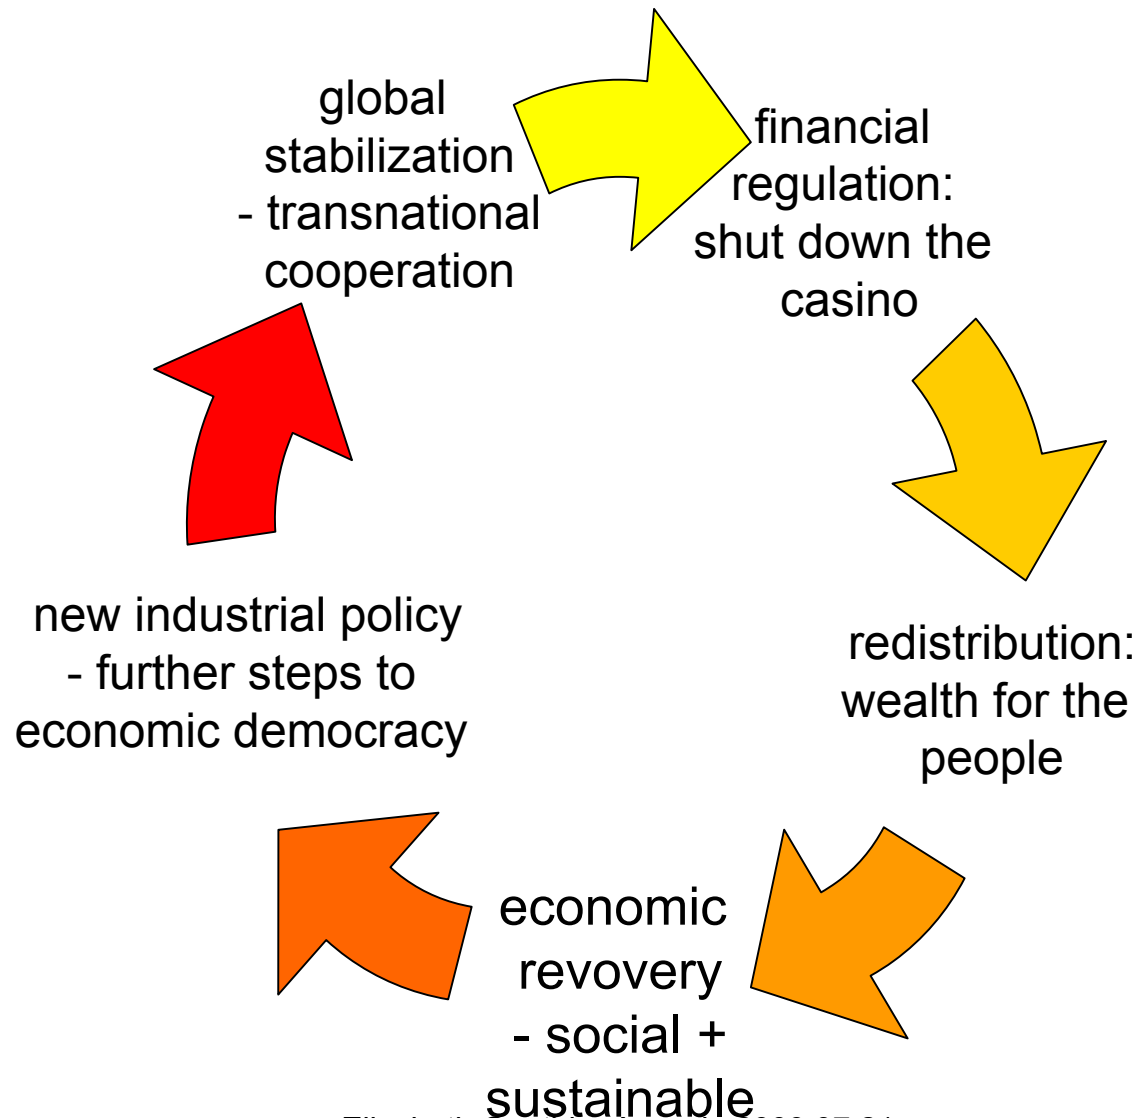 global
stabilization
- transnational
cooperation
financial
regulation:
shut down the
casino
redistribution:
wealth for the
people
economic
revovery
- social +
sustainable
new industrial policy
- further steps to
economic democracy